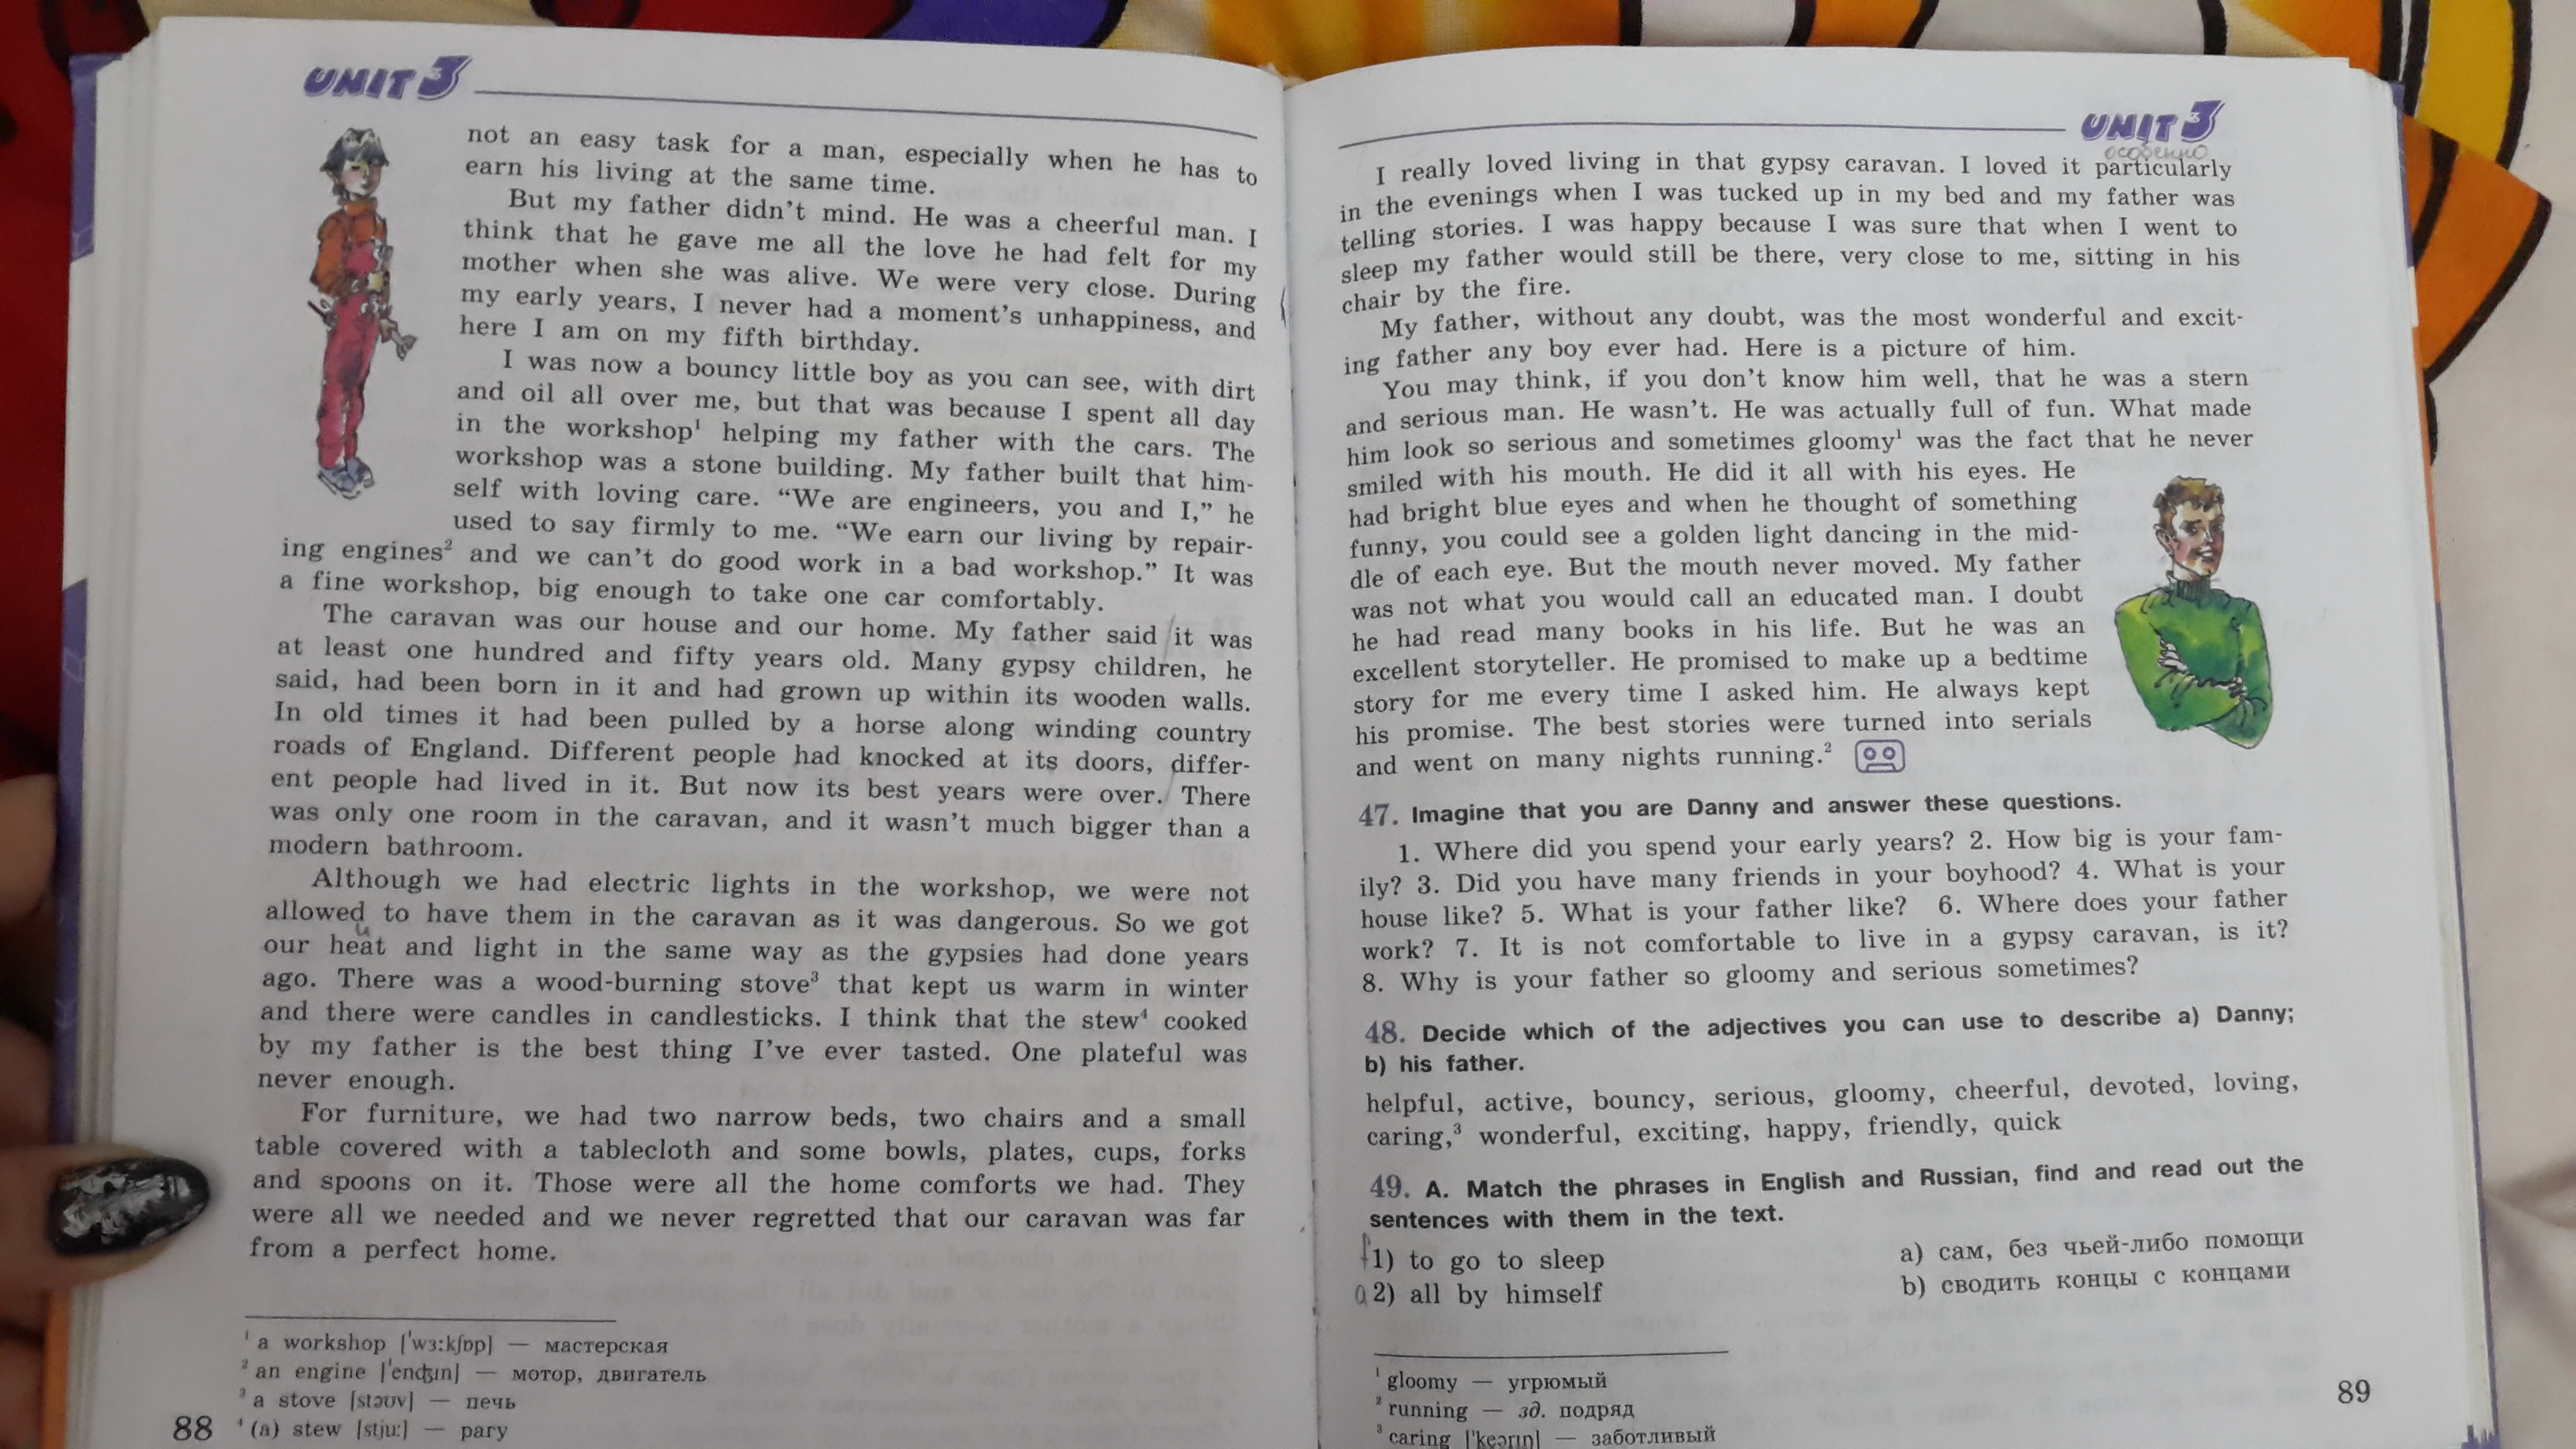 UNIT 3
not an easy task for a man, especially when he has to
earn his living at the same time.
But my father didn't mind. He was a cheerful man. I
think that he gave me all the love he had felt for my
mother when she was alive. We were very close. During
my early years, I never had a moment's unhappiness, and
here I am on my fifth birthday.
I was now a bouncy little boy as you can see, with dirt
and oil all over me, but that was because I spent all day
in the workshop¹ helping my father with the cars. The
workshop was a stone building. My father built that him-
self with loving care. “We are engineers, you and I,” he
used to say firmly to me. “We earn our living by repair-
ing engines² and we can't do good work in a bad workshop.” It was
a fine workshop, big enough to take one car comfortably.
The caravan was our house and our home. My father said it was
at least one hundred and fifty years old. Many gypsy children, he
said, had been born in it and had grown up within its wooden walls.
In old times it had been pulled by a horse along winding country
roads of England. Different people had knocked at its doors, differ-
ent people had lived in it. But now its best years were over. There
was only one room in the caravan, and it wasn't much bigger than a
modern bathroom.
Although we had electric lights in the workshop, we were not
allowed to have them in the caravan as it was dangerous. So we got
и
our heat and light in the same way as the gypsies had done years
ago. There was a wood-burning stove³ that kept us warm in winter
and there were candles in candlesticks. I think that the stew⁴ cooked
by my father is the best thing I've ever tasted. One plateful was
never enough.
For furniture, we had two narrow beds, two chairs and a small
table covered with a tablecloth and some bowls, plates, cups, forks
and spoons on it. Those were all the home comforts we had. They
were all we needed and we never regretted that our caravan was far
from a perfect home.
¹ a workshop [ˈwɜːkʃɒp] — мастерская
² an engine [ˈenʤɪn] — мотор, двигатель
³ a stove [stəʊv] — печь
⁴ (a) stew [stjuː] — рагу
88
UNIT 3
особенно
I really loved living in that gypsy caravan. I loved it particularly
in the evenings when I was tucked up in my bed and my father was
telling stories. I was happy because I was sure that when I went to
sleep my father would still be there, very close to me, sitting in his
chair by the fire.
My father, without any doubt, was the most wonderful and excit-
ing father any boy ever had. Here is a picture of him.
You may think, if you don't know him well, that he was a stern
and serious man. He wasn't. He was actually full of fun. What made
him look so serious and sometimes gloomy¹ was the fact that he never
smiled with his mouth. He did it all with his eyes. He
had bright blue eyes and when he thought of something
funny, you could see a golden light dancing in the mid-
dle of each eye. But the mouth never moved. My father
was not what you would call an educated man. I doubt
he had read many books in his life. But he was an
excellent storyteller. He promised to make up a bedtime
story for me every time I asked him. He always kept
his promise. The best stories were turned into serials
and went on many nights running.²
47. Imagine that you are Danny and answer these questions.
1. Where did you spend your early years? 2. How big is your fam-
ily? 3. Did you have many friends in your boyhood? 4. What is your
house like? 5. What is your father like? 6. Where does your father
work? 7. It is not comfortable to live in a gypsy caravan, is it?
8. Why is your father so gloomy and serious sometimes?
48. Decide which of the adjectives you can use to describe a) Danny;
b) his father.
helpful, active, bouncy, serious, gloomy, cheerful, devoted, loving,
caring,³ wonderful, exciting, happy, friendly, quick
49. A. Match the phrases in English and Russian, find and read out the
sentences with them in the text.
f 1) to go to sleep a) сам, без чьей-либо помощи
a 2) all by himself b) сводить концы с концами
¹ gloomy — угрюмый
² running — зд. подряд
³ caring [ˈkeərɪŋ] — заботливый
89